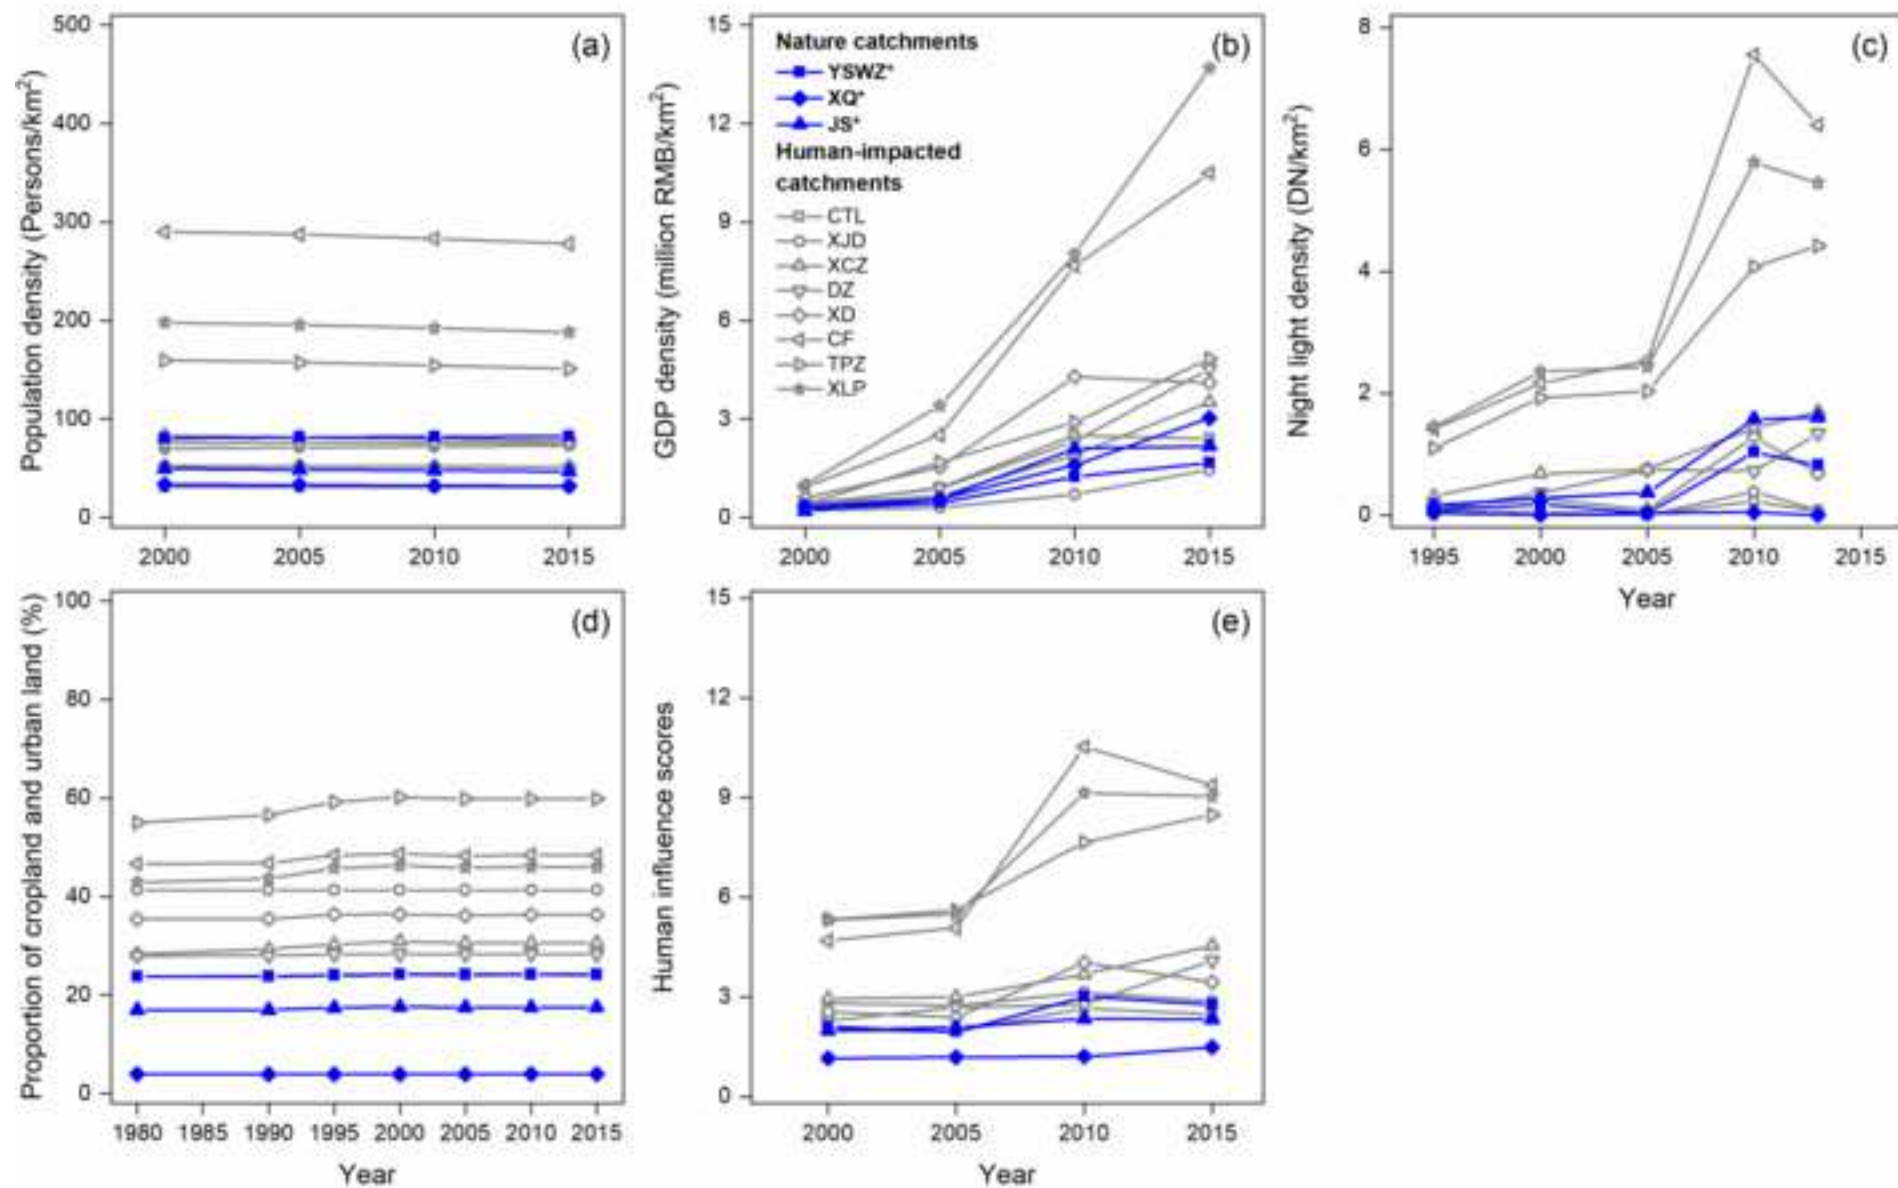 Population density (Persons/km²)
500
400
300
200
100
0
(a)
2000 2005 2010 2015
GDP density (million RMB/km²)
15
12
9
6
3
0
(b)
Nature catchments
YSWZ*
XQ*
JS*
Human-impacted
catchments
CTL
XJD
XCZ
DZ
XD
CF
TPZ
XLP
2000 2005 2010 2015
Night light density (DN/km²)
8
6
4
2
0
(c)
1995 2000 2005 2010 2015
Year
Proportion of cropland and urban land (%)
100
80
60
40
20
0
(d)
1980 1985 1990 1995 2000 2005 2010 2015
Year
Human influence scores
15
12
9
6
3
0
(e)
2000 2005 2010 2015
Year